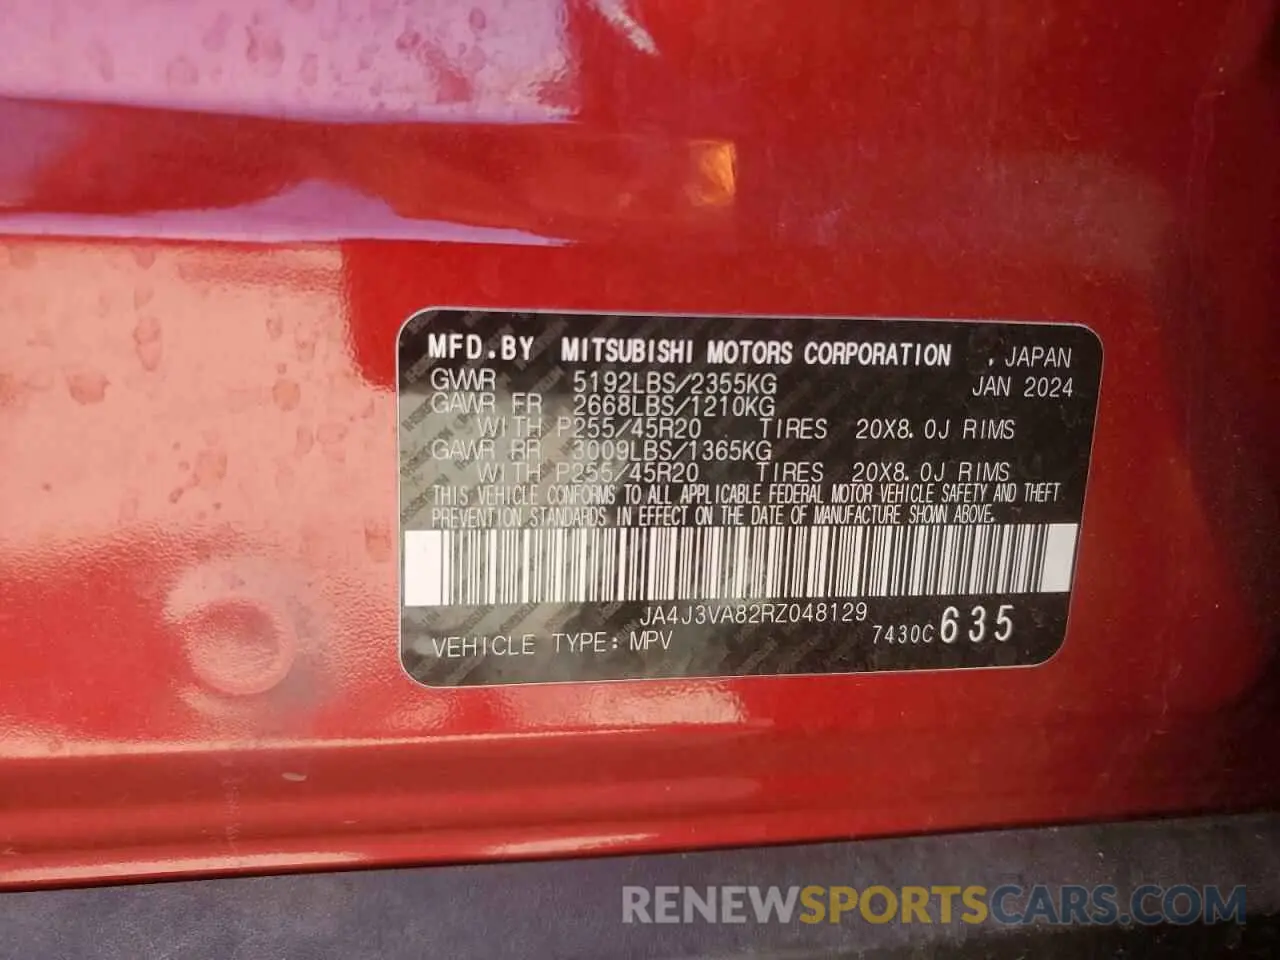 MFD.BY MITSUBISHI MOTORS CORPORATION . JAPAN
GVWR 5192LBS/2355KG JAN 2024
GAWR FR 2668LBS/1210KG
WITH P255/45R20 TIRES 20X8.0J RIMS
GAWR RR 3009LBS/1365KG
WITH P255/45R20 TIRES 20X8.0J RIMS
THIS VEHICLE CONFORMS TO ALL APPLICABLE FEDERAL MOTOR VEHICLE SAFETY AND THEFT
PREVENTION STANDARDS IN EFFECT ON THE DATE OF MANUFACTURE SHOWN ABOVE.
JA4J3VA82RZ048129
VEHICLE TYPE: MPV 7430C 635
RENEWSPORTSCARS.COM